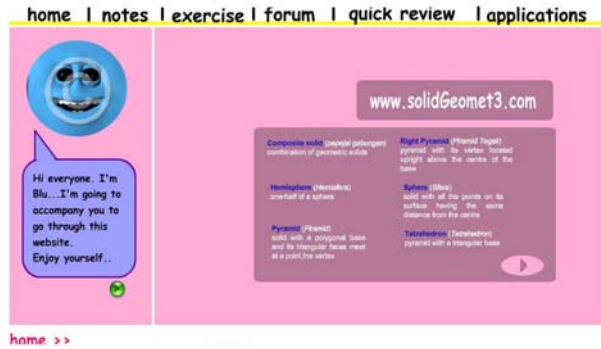 home | notes | exercise | forum | quick review | applications
www.solidGeomet3.com
Hi everyone. I'm
Blu...I'm going to
accompany you to
go through this
website.
Enjoy yourself..
Composite solid (pepejal gabungan)
combination of geometric solids
Hemisphere (Hemisfera)
one-half of a sphere
Pyramid (Piramid)
solid with a polygonal base
and its triangular faces meet
at a point,the vertex
Right Pyramid (Piramid Tegak)
pyramid with its vertex located
upright above the centre of the
base
Sphere (Sfera)
solid with all the points on its
surface having the same
distance from the centre
Tetrahedron (Tetrahedron)
pyramid with a triangular base
home >>